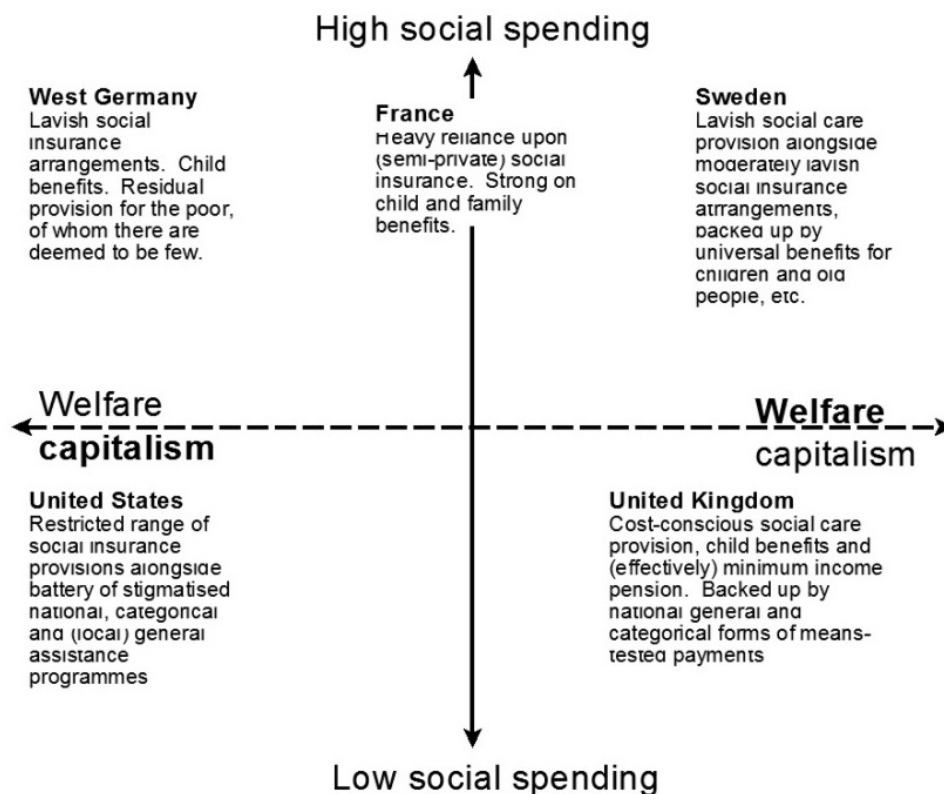 High social spending
West Germany
Lavish social
insurance
arrangements. Child
benefits. Residual
provision for the poor,
of whom there are
deemed to be few.
France
Heavy reliance upon
(semi-private) social
insurance. Strong on
child and family
benefits.
Sweden
Lavish social care
provision alongside
moderately lavish
social insurance
atrrangements,
backed up by
universal benefits for
children and old
people, etc.
Welfare
capitalism
Welfare
capitalism
United States
Restricted range of
social insurance
provisions alongside
battery of stigmatised
national, categorical
and (local) general
assistance
programmes
United Kingdom
Cost-conscious social care
provision, child benefits and
(effectively) minimum income
pension. Backed up by
national general and
categorical forms of means-
tested payments
Low social spending